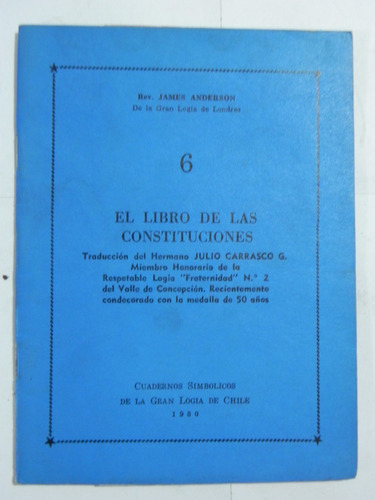 Rev. JAMES ANDERSON
De la Gran Logia de Londres
6
EL LIBRO DE LAS
CONSTITUCIONES
Traducción del Hermano JULIO CARRASCO G.
Miembro Honorario de la
Respetable Logia "Fraternidad" N.º 2
del Valle de Concepción. Recientemente
condecorado con la medalla de 50 años
CUADERNOS SIMBOLICOS
DE LA GRAN LOGIA DE CHILE